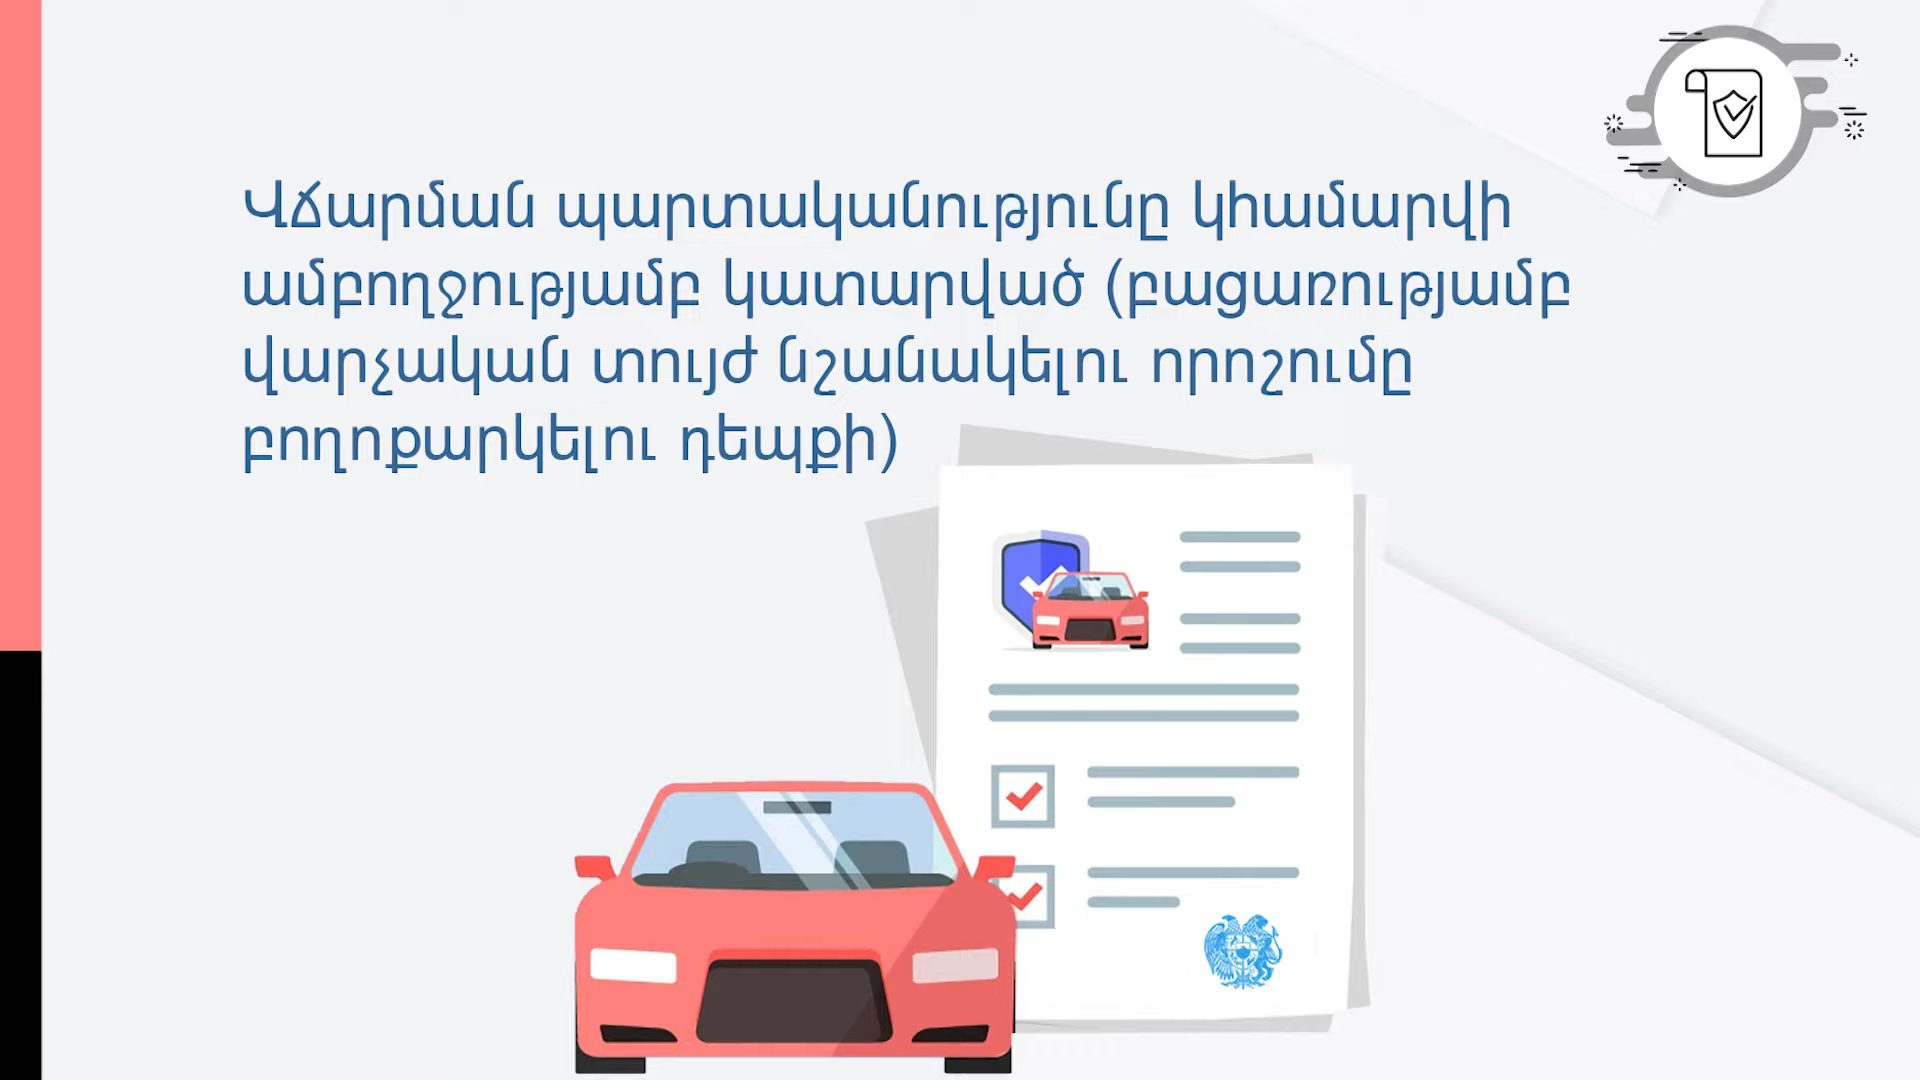 Վճարման պարտականությունը կհամարվի
ամբողջությամբ կատարված (բացառությամբ
վարչական տույժ նշանակելու որոշումը
բողոքարկելու դեպքի)